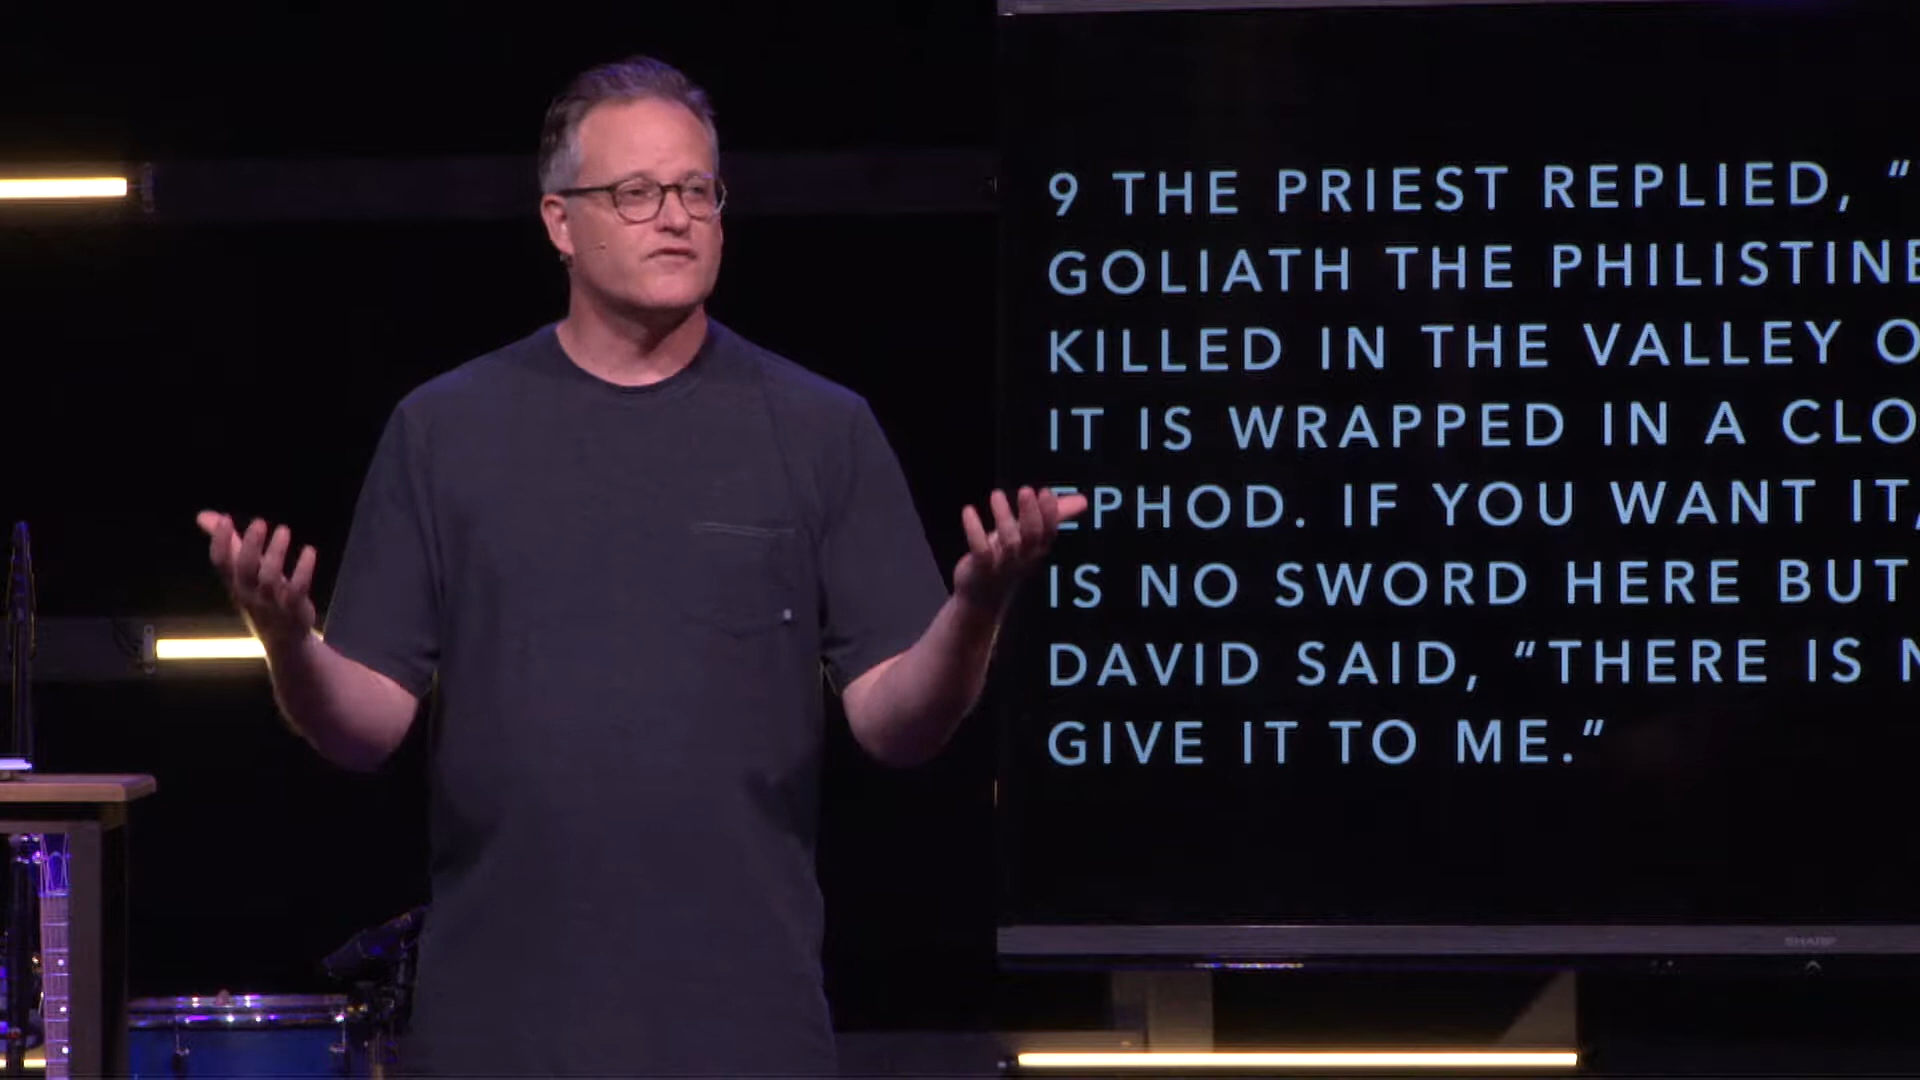 9 THE PRIEST REPLIED, “
GOLIATH THE PHILISTINE
KILLED IN THE VALLEY O
IT IS WRAPPED IN A CLO
EPHOD. IF YOU WANT IT,
IS NO SWORD HERE BUT
DAVID SAID, “THERE IS N
GIVE IT TO ME.”
SHARP